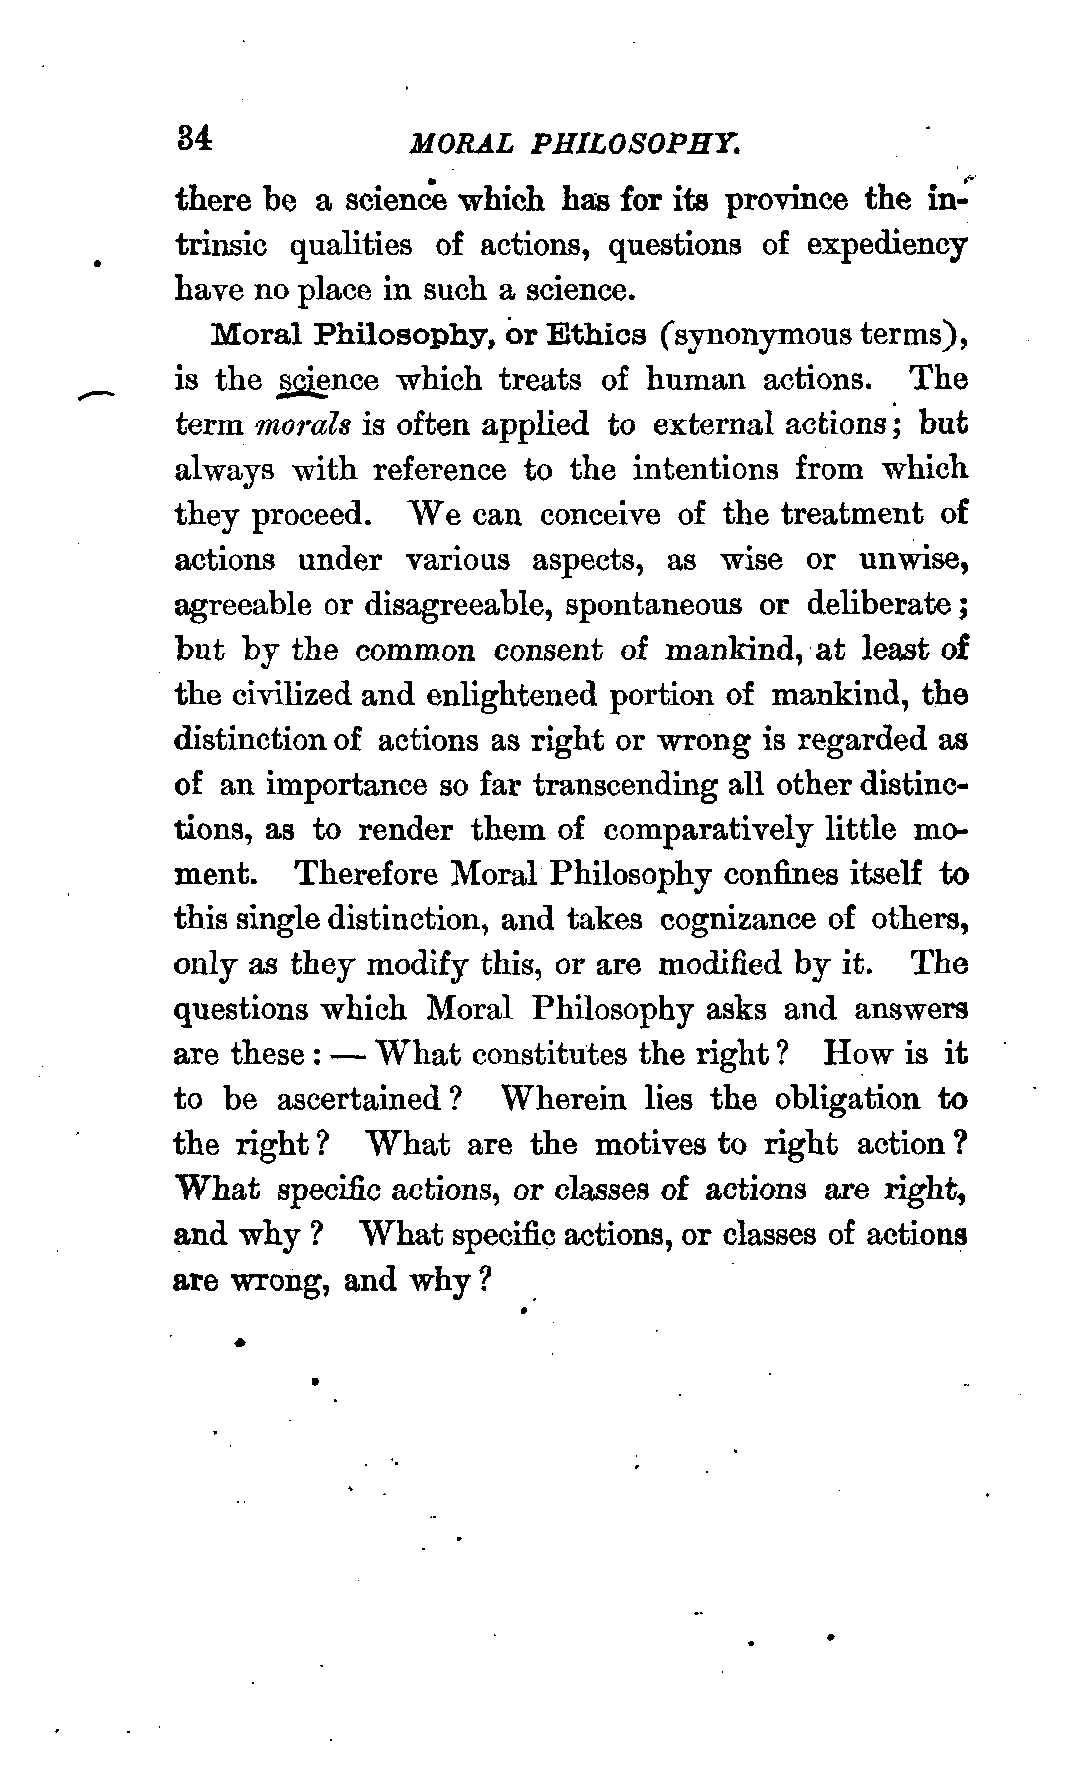 34 MORAL PHILOSOPHY.
there be a science which has for its province the in-
trinsic qualities of actions, questions of expediency
have no place in such a science.
Moral Philosophy, or Ethics (synonymous terms),
is the science which treats of human actions. The
term morals is often applied to external actions; but
always with reference to the intentions from which
they proceed. We can conceive of the treatment of
actions under various aspects, as wise or unwise,
agreeable or disagreeable, spontaneous or deliberate;
but by the common consent of mankind, at least of
the civilized and enlightened portion of mankind, the
distinction of actions as right or wrong is regarded as
of an importance so far transcending all other distinc-
tions, as to render them of comparatively little mo-
ment. Therefore Moral Philosophy confines itself to
this single distinction, and takes cognizance of others,
only as they modify this, or are modified by it. The
questions which Moral Philosophy asks and answers
are these: — What constitutes the right? How is it
to be ascertained? Wherein lies the obligation to
the right? What are the motives to right action?
What specific actions, or classes of actions are right,
and why? What specific actions, or classes of actions
are wrong, and why?